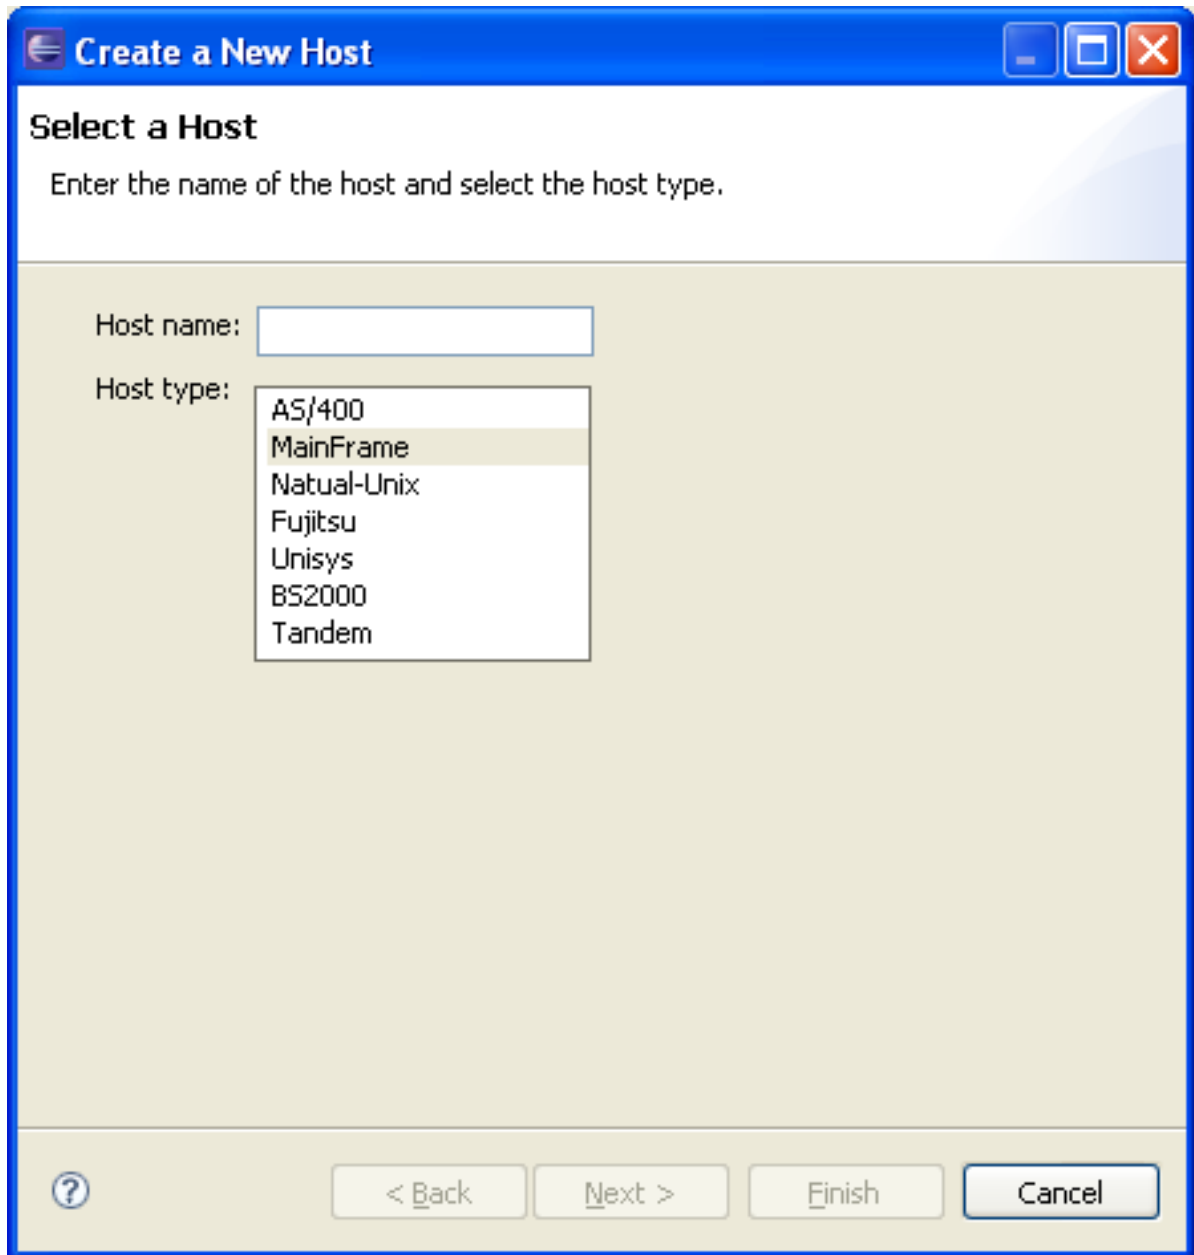 Create a New Host
Select a Host
Enter the name of the host and select the host type.
Host name:
Host type:
AS/400
MainFrame
Natual-Unix
Fujitsu
Unisys
BS2000
Tandem
?
< Back
Next >
Finish
Cancel